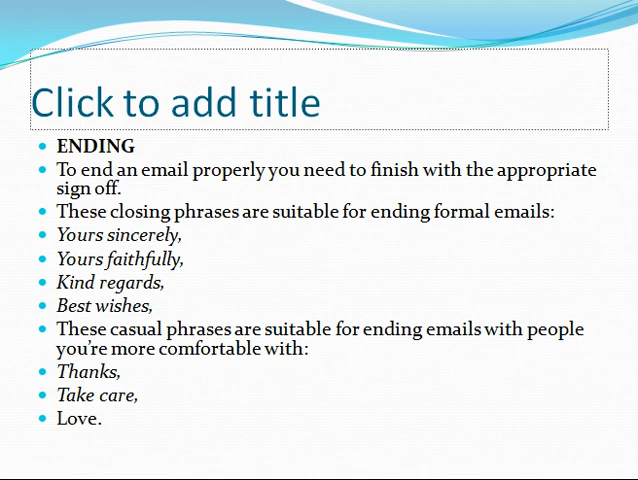 Click to add title
ENDING
To end an email properly you need to finish with the appropriate
sign off.
These closing phrases are suitable for ending formal emails:
Yours sincerely,
Yours faithfully,
Kind regards,
Best wishes,
These casual phrases are suitable for ending emails with people
you’re more comfortable with:
Thanks,
Take care,
Love.